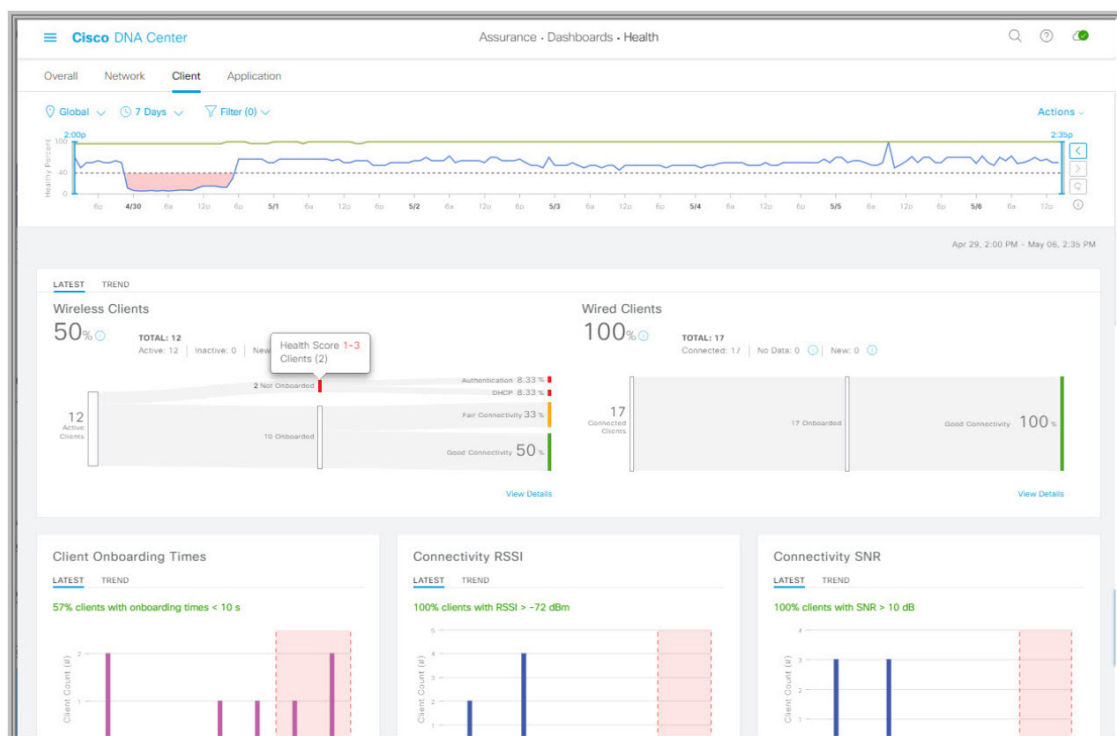 Cisco DNA Center
Assurance · Dashboards · Health
Overall Network Client Application
Global 7 Days Filter (0)
Actions
2:00p 2:35p
Healthy Percent
100
40
0
6p 4/30 6a 12p 6p 5/1 6a 12p 6p 5/2 6a 12p 6p 5/3 6a 12p 6p 5/4 6a 12p 6p 5/5 6a 12p 6p 5/6 6a 12p
Apr 29, 2:00 PM - May 06, 2:35 PM
LATEST TREND
Wireless Clients
50%
TOTAL: 12
Active: 12 | Inactive: 0 | New
Health Score 1-3
Clients (2)
2 Not Onboarded
10 Onboarded
12
Active
Clients
Authentication 8.33 %
DHCP 8.33 %
Fair Connectivity 33 %
Good Connectivity 50 %
View Details
Wired Clients
100%
TOTAL: 17
Connected: 17 | No Data: 0 | New: 0
17
Connected
Clients
17 Onboarded
Good Connectivity 100 %
View Details
Client Onboarding Times
LATEST TREND
57% clients with onboarding times < 10 s
Client Count (#)
2
1
Connectivity RSSI
LATEST TREND
100% clients with RSSI > -72 dBm
Client Count (#)
5
4
3
2
1
Connectivity SNR
LATEST TREND
100% clients with SNR > 10 dB
Client Count (#)
4
3
2
1